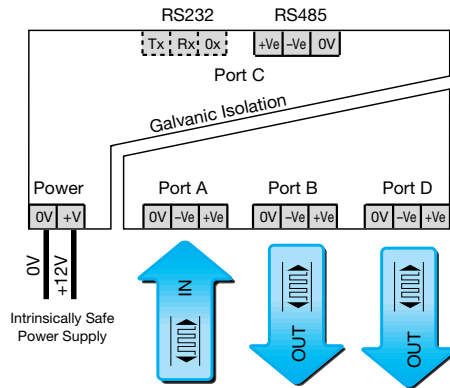 RS232 RS485
Tx Rx 0x +Ve –Ve 0V
Port C
Galvanic Isolation
Power Port A Port B Port D
0V +V 0V –Ve +Ve 0V –Ve +Ve 0V –Ve +Ve
0V +12V
IN OUT OUT
Intrinsically Safe
Power Supply